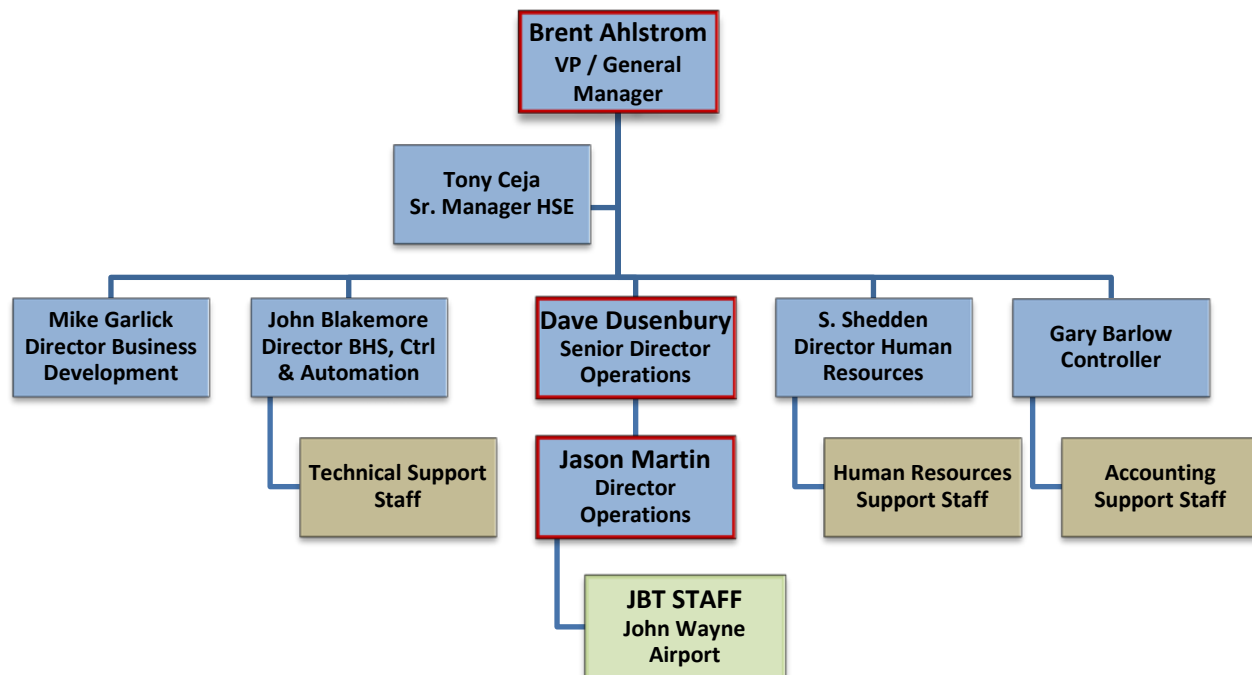 Brent Ahlstrom
VP / General
Manager
Tony Ceja
Sr. Manager HSE
Mike Garlick
Director Business
Development
John Blakemore
Director BHS, Ctrl
& Automation
Dave Dusenbury
Senior Director
Operations
S. Shedden
Director Human
Resources
Gary Barlow
Controller
Technical Support
Staff
Jason Martin
Director
Operations
Human Resources
Support Staff
Accounting
Support Staff
JBT STAFF
John Wayne
Airport